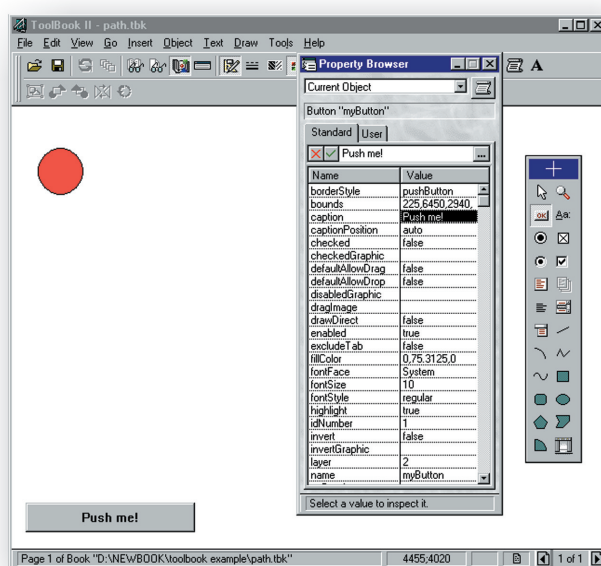 ToolBook II - path.tbk
File Edit View Go Insert Object Text Draw Tools Help
Property Browser
Current Object
Button "myButton"
Standard User
Push me! ...
Name Value
borderStyle pushButton
bounds 225,6450,2940,
caption Push me!
captionPosition auto
checked false
checkedGraphic
defaultAllowDrag false
defaultAllowDrop false
disabledGraphic
dragImage
drawDirect false
enabled true
excludeTab false
fillColor 0,75.3125,0
fontFace System
fontSize 10
fontStyle regular
highlight true
idNumber 1
invert false
invertGraphic
layer 2
name myButton
Select a value to inspect it.
A
OK Aa:
Push me!
Page 1 of Book "D:\NEWBOOK\toolbook example\path.tbk" 4455;4020 1 of 1